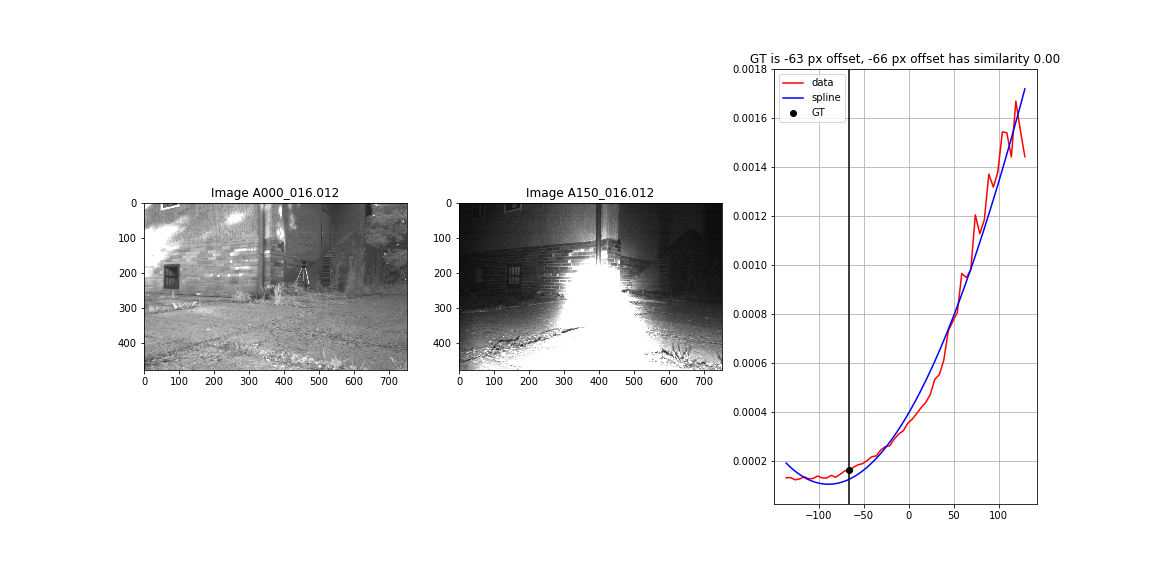 GT is -63 px offset, -66 px offset has similarity 0.00
0.0018
data
spline
GT
0.0016
0.0014
0.0012
0.0010
0.0008
0.0006
0.0004
0.0002
−100 −50 0 50 100
Image A000_016.012
0
100
200
300
400
0 100 200 300 400 500 600 700
Image A150_016.012
0
100
200
300
400
0 100 200 300 400 500 600 700